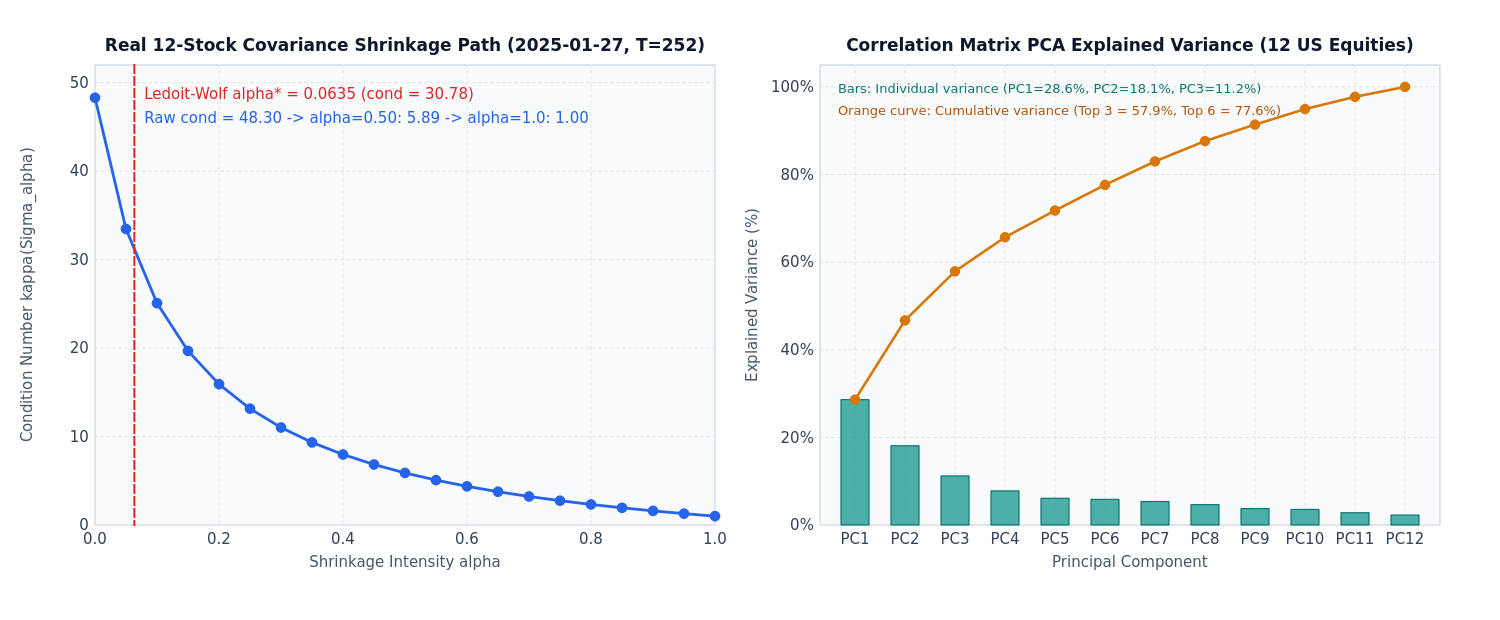 Real 12-Stock Covariance Shrinkage Path (2025-01-27, T=252)
Ledoit-Wolf alpha* = 0.0635 (cond = 30.78)
Raw cond = 48.30 -> alpha=0.50: 5.89 -> alpha=1.0: 1.00
Condition Number kappa(Sigma_alpha)
50
40
30
20
10
0
0.0 0.2 0.4 0.6 0.8 1.0
Shrinkage Intensity alpha
Correlation Matrix PCA Explained Variance (12 US Equities)
Bars: Individual variance (PC1=28.6%, PC2=18.1%, PC3=11.2%)
Orange curve: Cumulative variance (Top 3 = 57.9%, Top 6 = 77.6%)
Explained Variance (%)
100%
80%
60%
40%
20%
0%
PC1 PC2 PC3 PC4 PC5 PC6 PC7 PC8 PC9 PC10 PC11 PC12
Principal Component